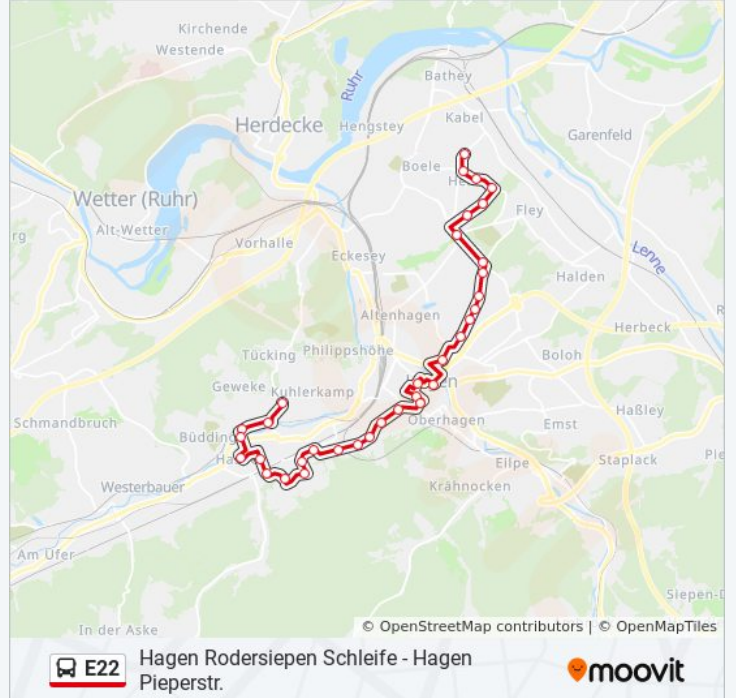 Kirchende
Westende
Bathey
Ruhr
Kabel
Herdecke
Hengstey
Garenfeld
Boele
Wetter (Ruhr)
Fley
Alt-Wetter
Vorhalle
Eckesey
Lenne
Halden
Altenhagen
Herbeck
Tücking
Philippshöhe
Boloh
Geweke
Kuhlerkamp
Haßley
Schmandbruch
Oberhagen
Emst
Eilpe
Staplack
Westerbauer
Krähnocken
Am Ufer
In der Aske
© OpenStreetMap contributors | © OpenMapTiles
E22
Hagen Rodersiepen Schleife - Hagen
Pieperstr.
moovit